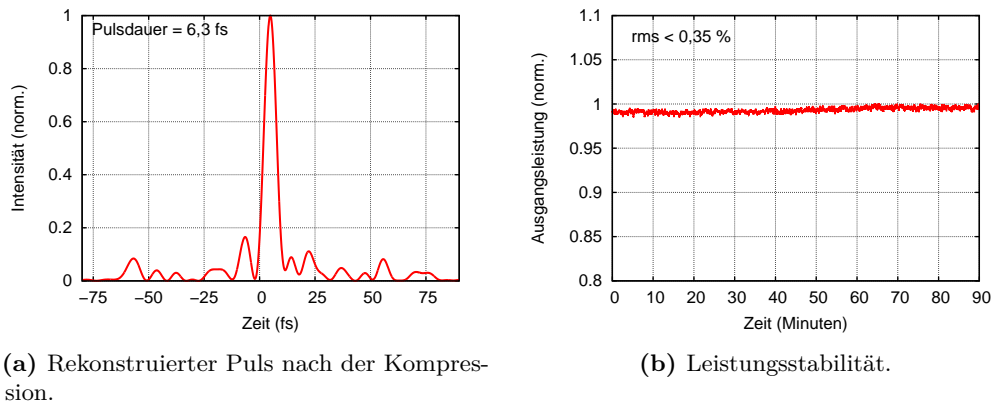 Pulsdauer = 6,3 fs
Intensität (norm.)
1
0.8
0.6
0.4
0.2
0
−75 −50 −25 0 25 50 75
Zeit (fs)
(a) Rekonstruierter Puls nach der Kompres-
sion.
rms < 0,35 %
Ausgangsleistung (norm.)
1.1
1.05
1
0.95
0.9
0.85
0.8
0 10 20 30 40 50 60 70 80 90
Zeit (Minuten)
(b) Leistungsstabilität.